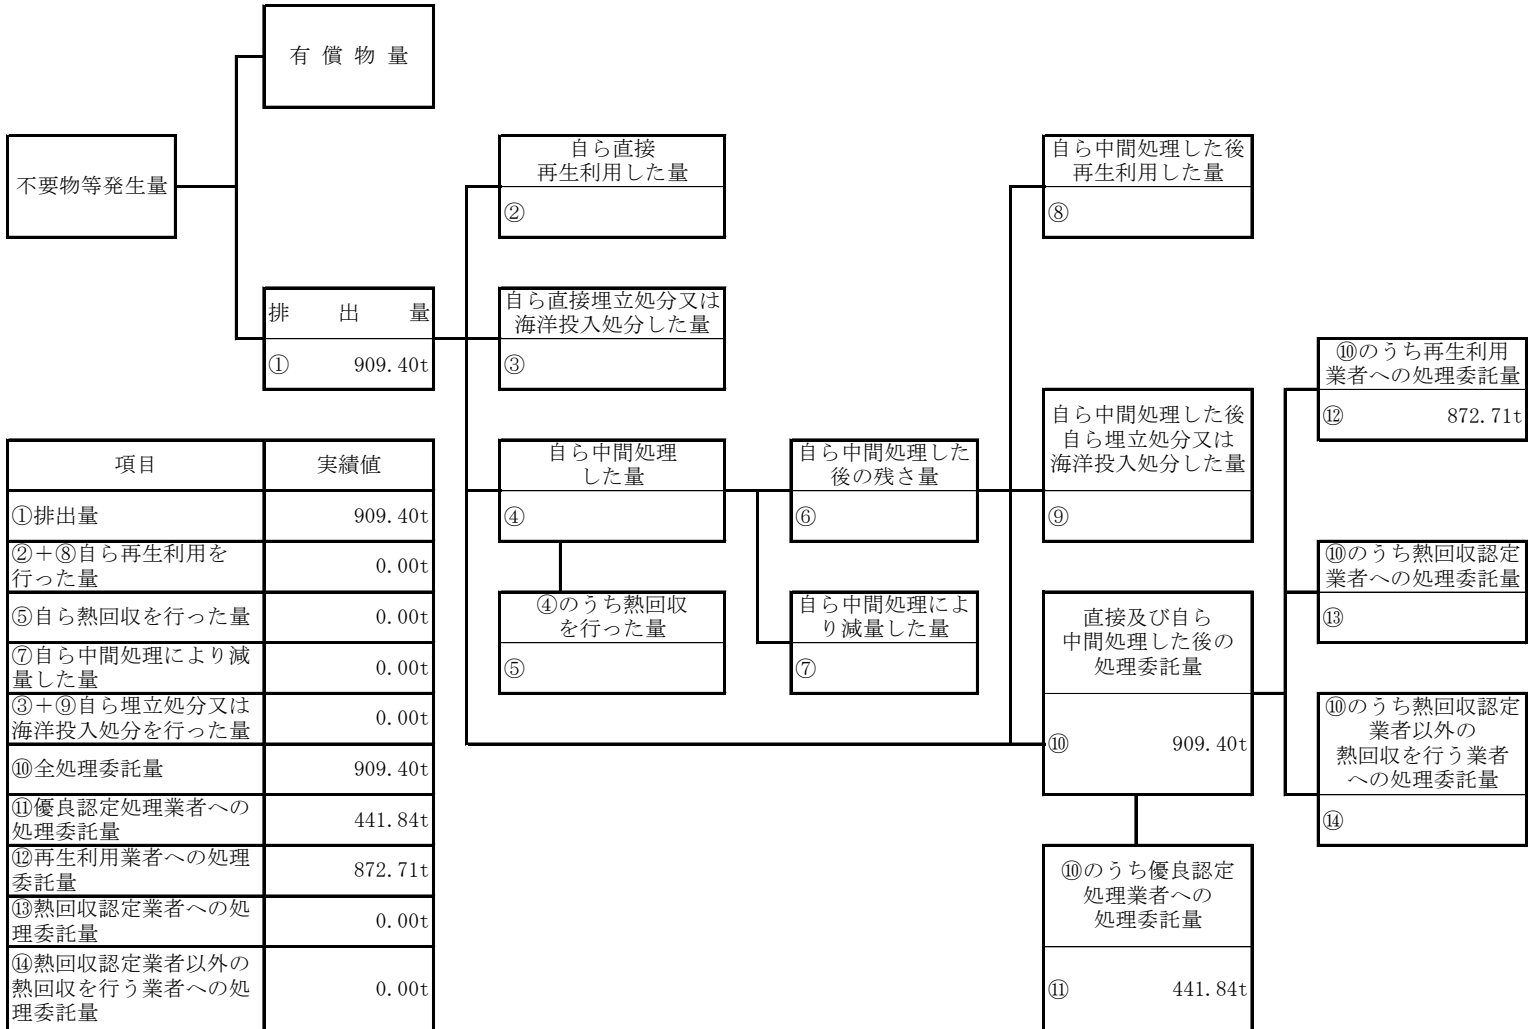 有 償 物 量
不要物等発生量
自ら直接
再生利用した量
②
自ら中間処理した後
再生利用した量
⑧
排 出 量
① 909.40t
自ら直接埋立処分又は
海洋投入処分した量
③
⑩のうち再生利用
業者への処理委託量
⑫ 872.71t
自ら中間処理
した量
④
自ら中間処理した
後の残さ量
⑥
自ら中間処理した後
自ら埋立処分又は
海洋投入処分した量
⑨
④のうち熱回収
を行った量
⑤
自ら中間処理によ
り減量した量
⑦
直接及び自ら
中間処理した後の
処理委託量
⑩ 909.40t
⑩のうち熱回収認定
業者への処理委託量
⑬
⑩のうち熱回収認定
業者以外の
熱回収を行う業者
への処理委託量
⑭
⑩のうち優良認定
処理業者への
処理委託量
⑪ 441.84t
項目 実績値
①排出量 909.40t
②＋⑧自ら再生利用を
行った量 0.00t
⑤自ら熱回収を行った量 0.00t
⑦自ら中間処理により減
量した量 0.00t
③＋⑨自ら埋立処分又は
海洋投入処分を行った量 0.00t
⑩全処理委託量 909.40t
⑪優良認定処理業者への
処理委託量 441.84t
⑫再生利用業者への処理
委託量 872.71t
⑬熱回収認定業者への処
理委託量 0.00t
⑭熱回収認定業者以外の
熱回収を行う業者への処
理委託量 0.00t